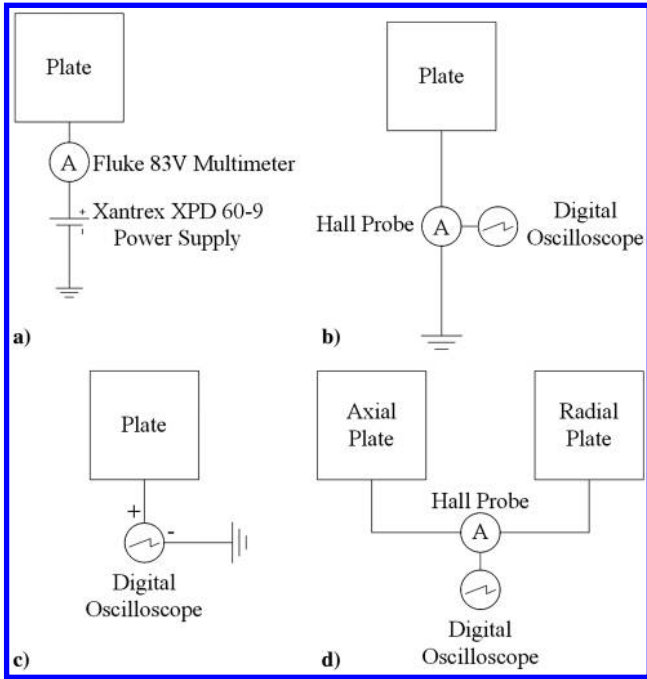 Plate
A
Fluke 83V Multimeter
+
Xantrex XPD 60-9
Power Supply
a)
Plate
Hall Probe
A
Digital
Oscilloscope
b)
Plate
+
-
Digital
Oscilloscope
c)
Axial
Plate
Radial
Plate
Hall Probe
A
Digital
Oscilloscope
d)